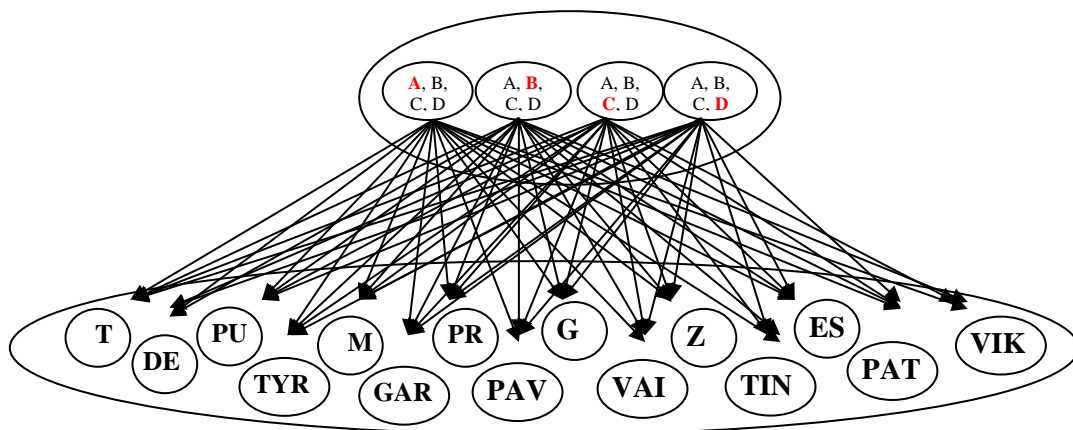 A, B,
C, D
A, B,
C, D
A, B,
C, D
A, B,
C, D
T
DE
PU
TYR
M
GAR
PR
PAV
G
VAI
Z
TIN
ES
PAT
VIK